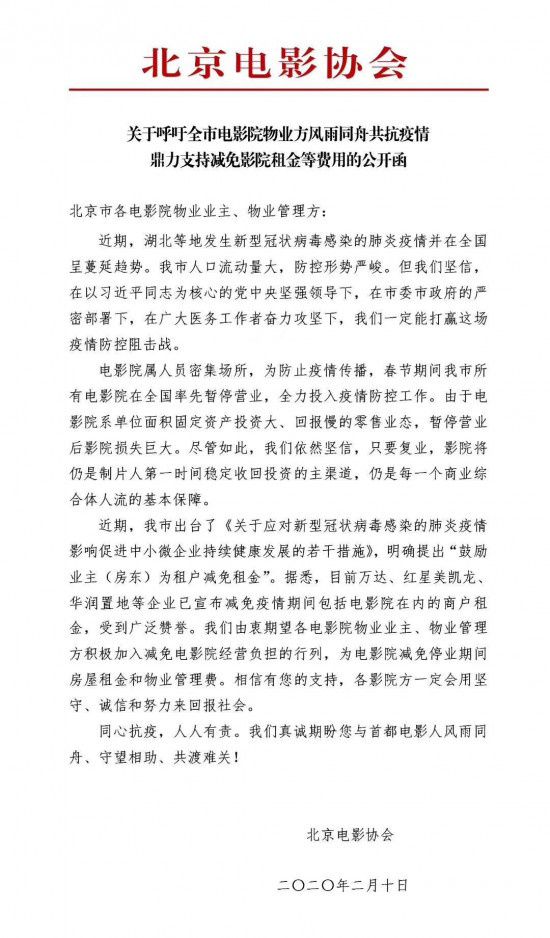 北京电影协会
关于呼吁全市电影院物业方风雨同舟共抗疫情
鼎力支持减免影院租金等费用的公开函
北京市各电影院物业业主、物业管理方：
近期，湖北等地发生新型冠状病毒感染的肺炎疫情并在全国
呈蔓延趋势。我市人口流动量大，防控形势严峻。但我们坚信，
在以习近平同志为核心的党中央坚强领导下，在市委市政府的严
密部署下，在广大医务工作者奋力攻坚下，我们一定能打赢这场
疫情防控阻击战。
电影院属人员密集场所，为防止疫情传播，春节期间我市所
有电影院在全国率先暂停营业，全力投入疫情防控工作。由于电
影院系单位面积固定资产投资大、回报慢的零售业态，暂停营业
后影院损失巨大。尽管如此，我们依然坚信，只要复业，影院将
仍是制片人第一时间稳定收回投资的主渠道，仍是每一个商业综
合体人流的基本保障。
近期，我市出台了《关于应对新型冠状病毒感染的肺炎疫情
影响促进中小微企业持续健康发展的若干措施》，明确提出“鼓励
业主（房东）为租户减免租金”。据悉，目前万达、红星美凯龙、
华润置地等企业已宣布减免疫情期间包括电影院在内的商户租
金，受到广泛赞誉。我们由衷期望各电影院物业业主、物业管理
方积极加入减免电影院经营负担的行列，为电影院减免停业期间
房屋租金和物业管理费。相信有您的支持，各影院方一定会用坚
守、诚信和努力来回报社会。
同心抗疫，人人有责。我们真诚期盼您与首都电影人风雨同
舟、守望相助、共渡难关！
北京电影协会
二〇二〇年二月十日